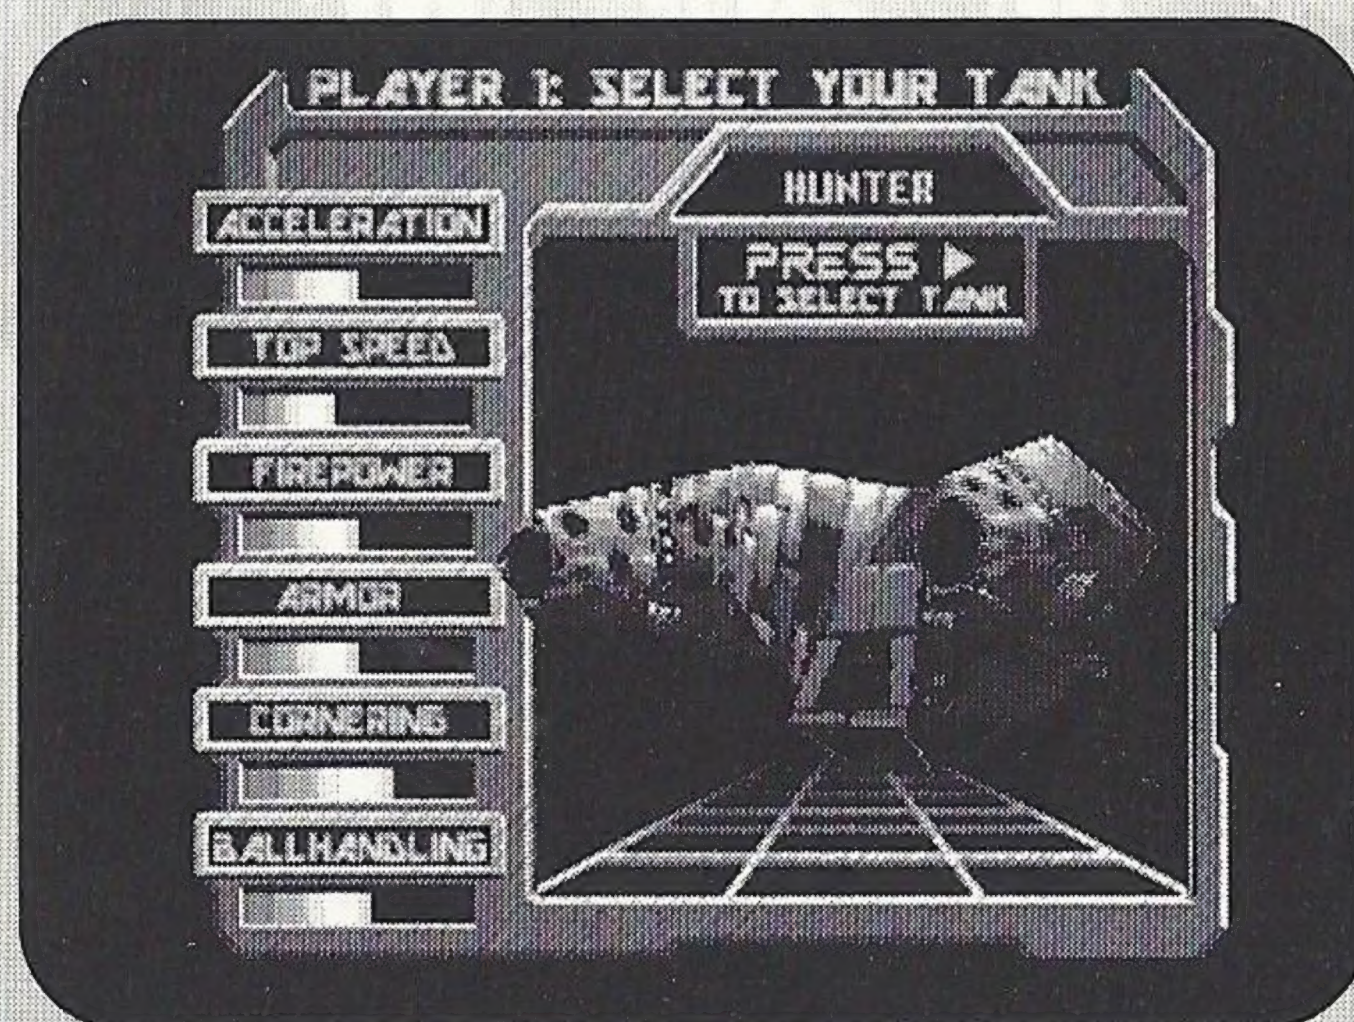 PLAYER 1: SELECT YOUR TANK
HUNTER
PRESS ▶
TO SELECT TANK
ACCELERATION
TOP SPEED
FIREPOWER
ARMOR
CORNERING
BALLHANDLING